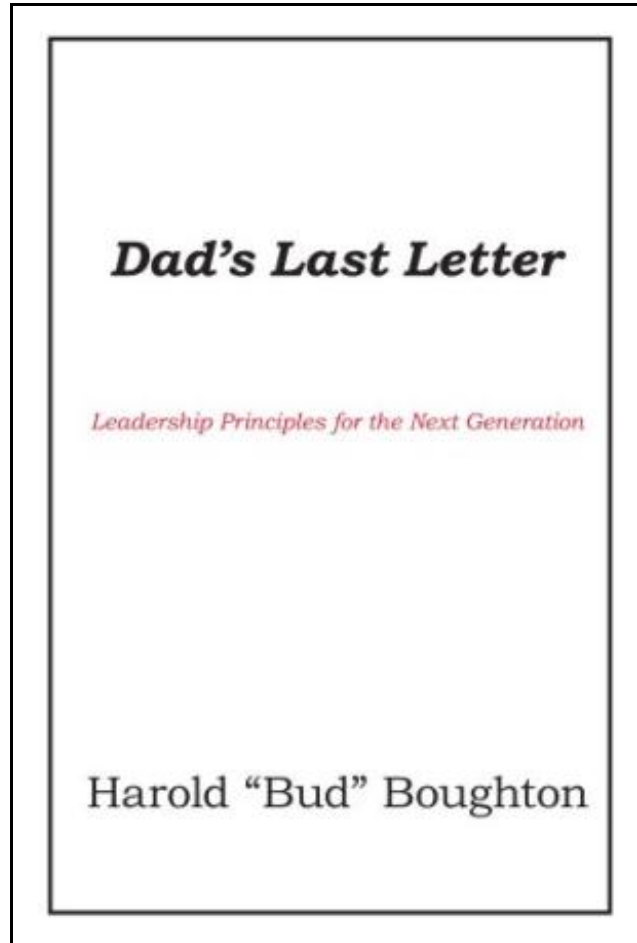 Dad’s Last Letter
Leadership Principles for the Next Generation
Harold “Bud” Boughton